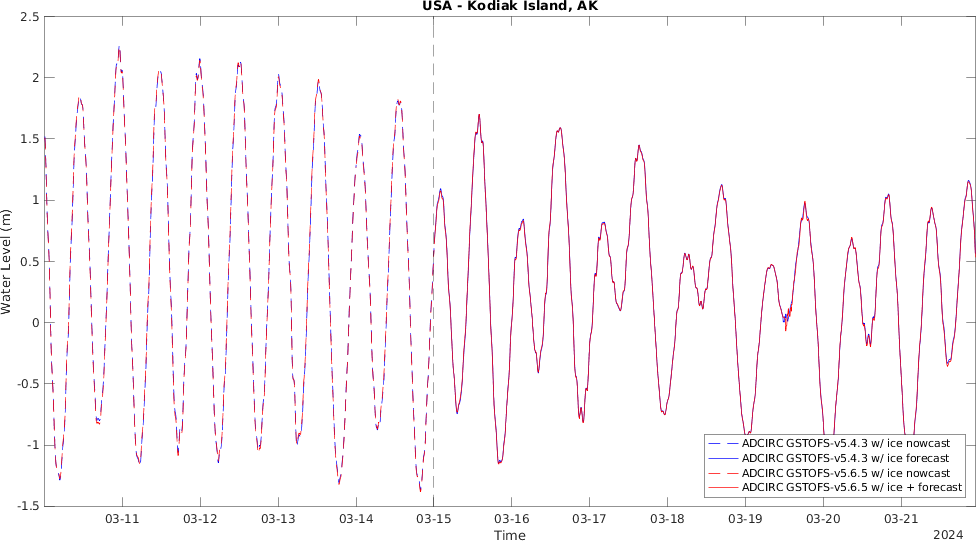 USA - Kodiak Island, AK
Water Level (m)
2.5
2
1.5
1
0.5
0
-0.5
-1
-1.5
03-11 03-12 03-13 03-14 03-15 03-16 03-17 03-18 03-19 03-20 03-21
Time
2024
ADCIRC GSTOFS-v5.4.3 w/ ice nowcast
ADCIRC GSTOFS-v5.4.3 w/ ice forecast
ADCIRC GSTOFS-v5.6.5 w/ ice nowcast
ADCIRC GSTOFS-v5.6.5 w/ ice + forecast